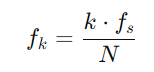 f_k = \frac{k \cdot f_s}{N}